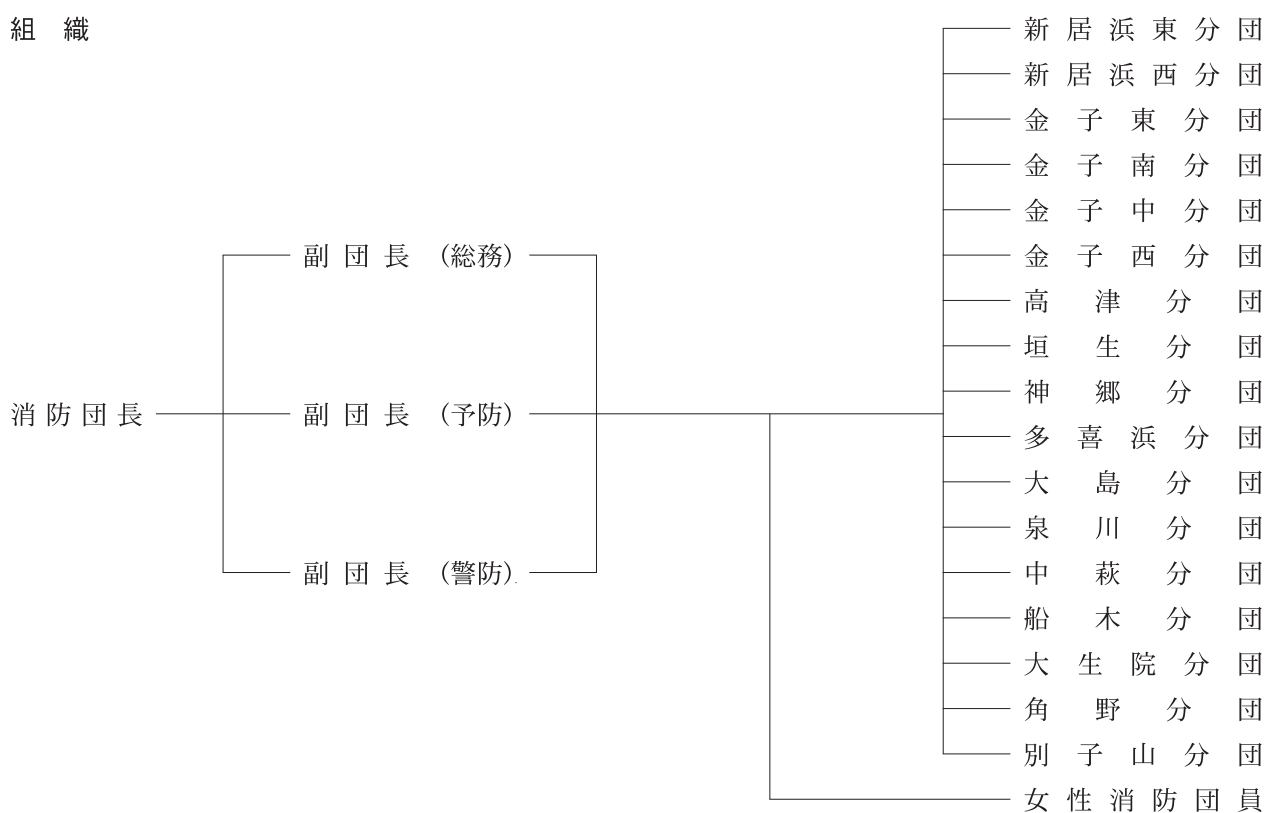 組織
消防団長
副団長（総務）
副団長（予防）
副団長（警防）
新居浜東分団
新居浜西分団
金子東分団
金子南分団
金子中分団
金子西分団
高津分団
垣生分団
神郷分団
多喜浜分団
大島分団
泉川分団
中萩分団
船木分団
大生院分団
角野分団
別子山分団
女性消防団員